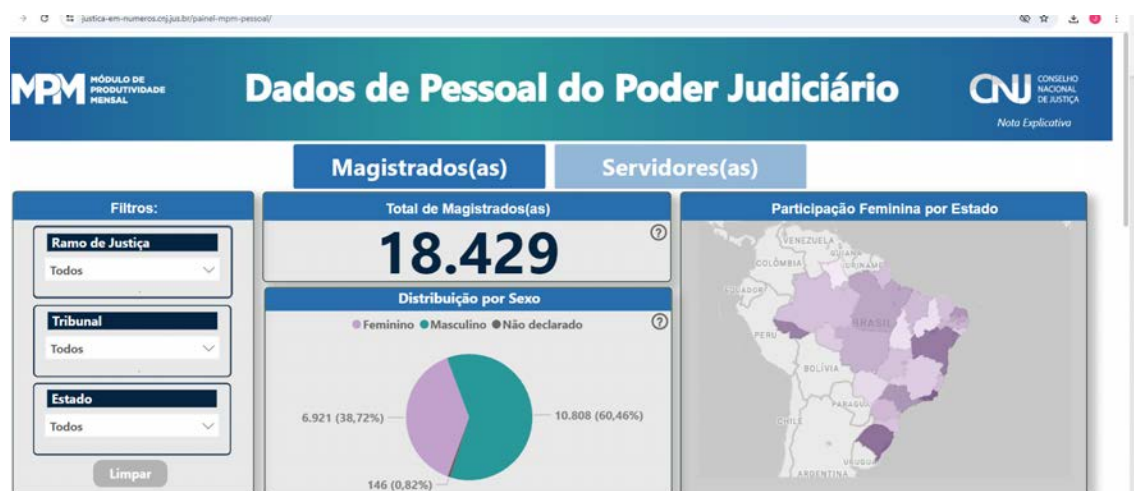 justica-em-numeros.cnj.jus.br/painel-mpm-pessoal/
MPM MÓDULO DE
PRODUTIVIDADE
MENSAL
Dados de Pessoal do Poder Judiciário
CNJ CONSELHO
NACIONAL
DE JUSTIÇA
Nota Explicativa
Magistrados(as)
Servidores(as)
Filtros:
Ramo de Justiça
Todos
Tribunal
Todos
Estado
Todos
Limpar
Total de Magistrados(as)
18.429
Distribuição por Sexo
Feminino Masculino Não declarado
6.921 (38,72%)
10.808 (60,46%)
146 (0,82%)
Participação Feminina por Estado
VENEZUELA
GUIANA
COLÔMBIA
SURINAME
BRASIL
PERU
BOLÍVIA
CHILE
ARGENTINA